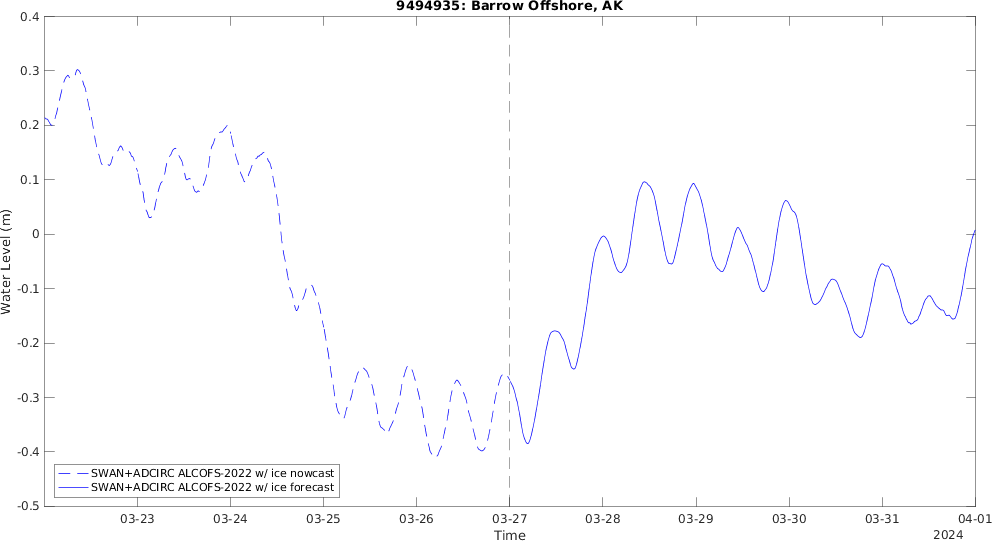 9494935: Barrow Offshore, AK
0.4
0.3
0.2
0.1
0
-0.1
-0.2
-0.3
-0.4
-0.5
Water Level (m)
SWAN+ADCIRC ALCOFS-2022 w/ ice nowcast
SWAN+ADCIRC ALCOFS-2022 w/ ice forecast
03-23 03-24 03-25 03-26 03-27 03-28 03-29 03-30 03-31 04-01
Time
2024